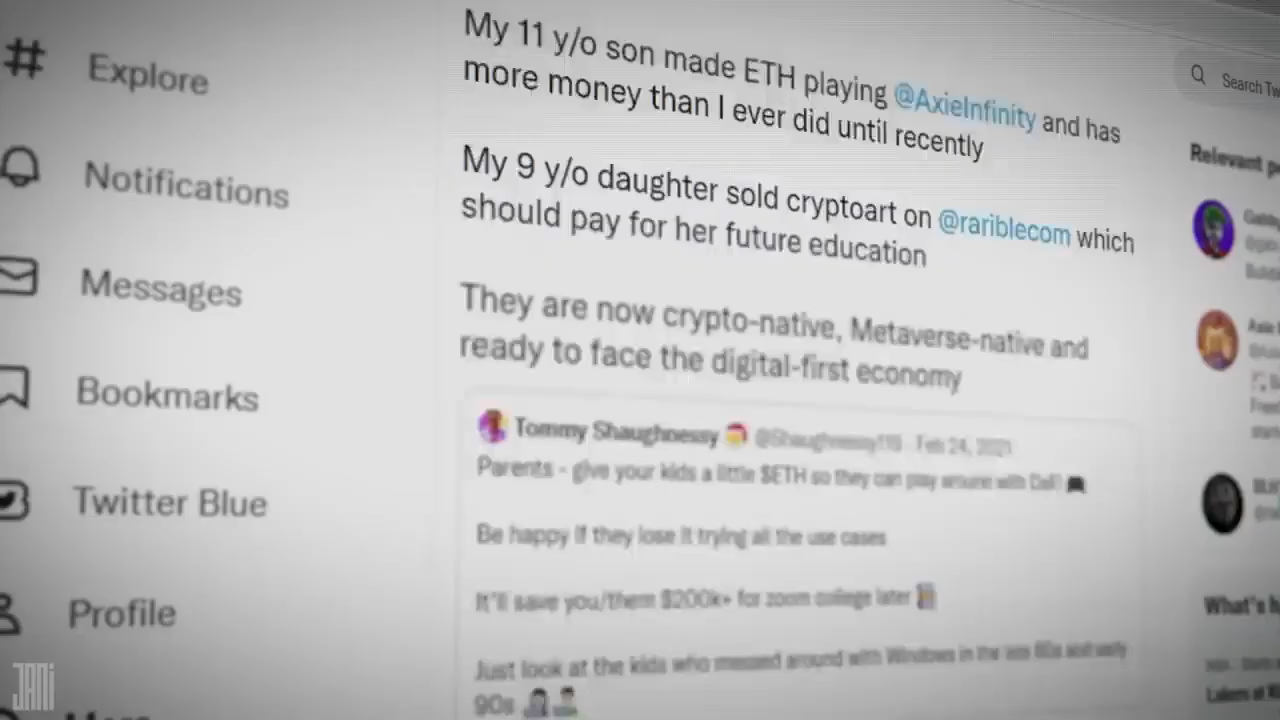 #
Explore
Notifications
Messages
Bookmarks
Twitter Blue
Profile
My 11 y/o son made ETH playing @AxieInfinity and has
more money than I ever did until recently
My 9 y/o daughter sold cryptoart on @rariblecom which
should pay for her future education
They are now crypto-native, Metaverse-native and
ready to face the digital-first economy
Tommy Shaughnessy @Shaughnessy119 · Feb 24, 2021
Parents - give your kids a little $ETH so they can play around with DeFi
Be happy if they lose it trying all the use cases
It'll save you/them $200k+ for zoom college later
Just look at the kids who messed around with Windows in the late 80s and early
90s
Search
Relevant
What's
Lakers at
JANI